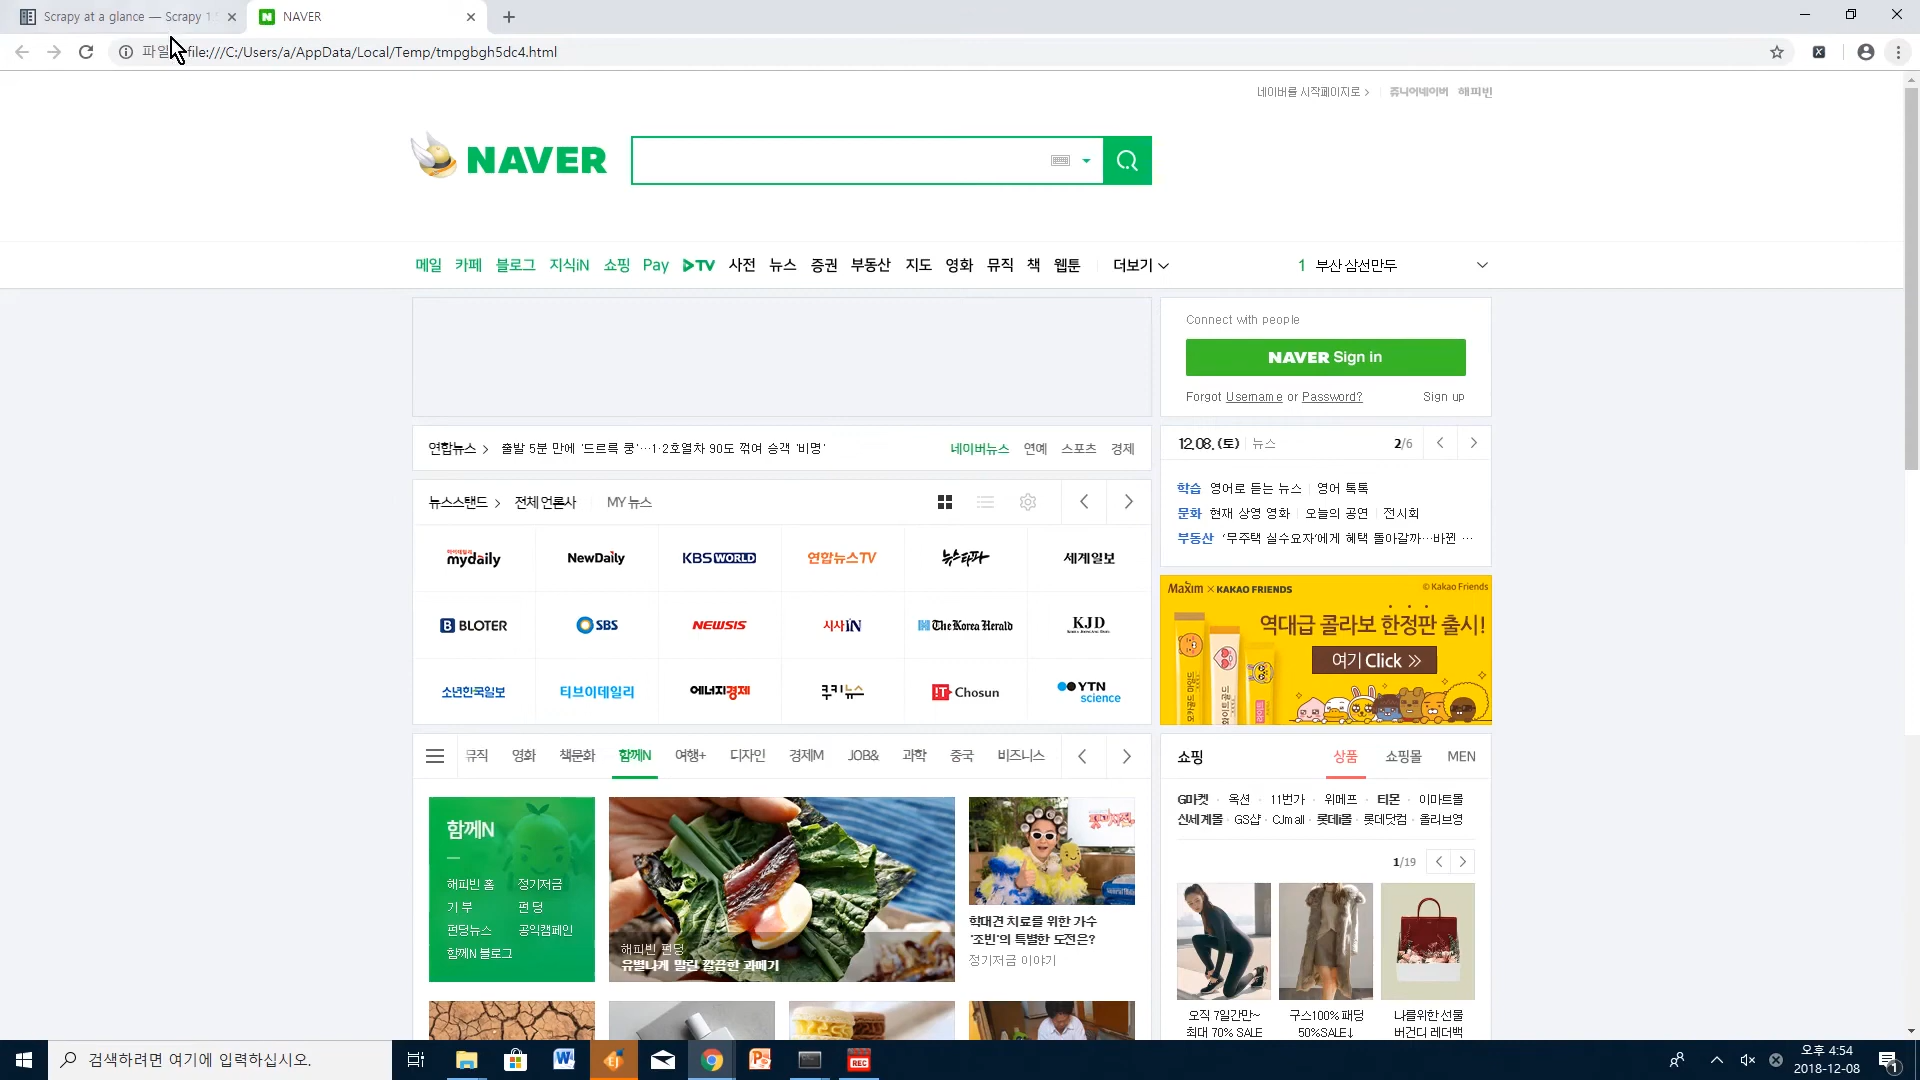 Scrapy at a glance — Scrapy 1
NAVER
file:///C:/Users/a/AppData/Local/Temp/tmpgbgh5dc4.html
네이버를 시작페이지로 >
쥬니어네이버 해피빈
NAVER
메일 카페 블로그 지식iN 쇼핑 Pay TV 사전 뉴스 증권 부동산 지도 영화 뮤직 책 웹툰 더보기
1 부산 삼선만두
Connect with people
NAVER Sign in
Forgot Username or Password? Sign up
연합뉴스 > 출발 5분 만에 '드르륵 쿵'…1·2호열차 90도 꺾여 승객 '비명'
네이버뉴스 연예 스포츠 경제
12.08. (토) 뉴스 2/6
학습 영어로 듣는 뉴스 영어 톡톡
문화 현재 상영 영화 오늘의 공연 전시회
부동산 '무주택 실수요자'에게 혜택 돌아갈까…바뀐 …
뉴스스탠드 > 전체 언론사 MY 뉴스
마이데일리 mydaily NewDaily KBS WORLD 연합뉴스TV 뉴스타파 세계일보
BLOTER SBS NEWSIS 시사IN The Korea Herald KJD
소년한국일보 티브이데일리 에너지경제 쿠키뉴스 IT Chosun YTN science
Maxim × KAKAO FRIENDS
© Kakao Friends
역대급 콜라보 한정판 출시!
여기 Click
뮤직 영화 책문화 함께N 여행+ 디자인 경제M JOB& 과학 중국 비즈니스
함께N
해피빈 홈 정기저금
기부 펀딩
펀딩뉴스 공익캠페인
함께N 블로그
해피빈 펀딩
유별나게 말린 깔끔한 과메기
학대견 치료를 위한 가수
'조빈'의 특별한 도전은?
정기저금 이야기
쇼핑 상품 쇼핑몰 MEN
G마켓 · 옥션 · 11번가 · 위메프 · 티몬 · 이마트몰
신세계몰 · GS샵 · CJmall · 롯데i몰 · 롯데닷컴 · 올리브영
1/19
오직 7일간만~
최대 70% SALE
구스100% 패딩
50%SALE↓
나를위한 선물
버건디 레더백
검색하려면 여기에 입력하십시오.
REC
오후 4:54
2018-12-08
1